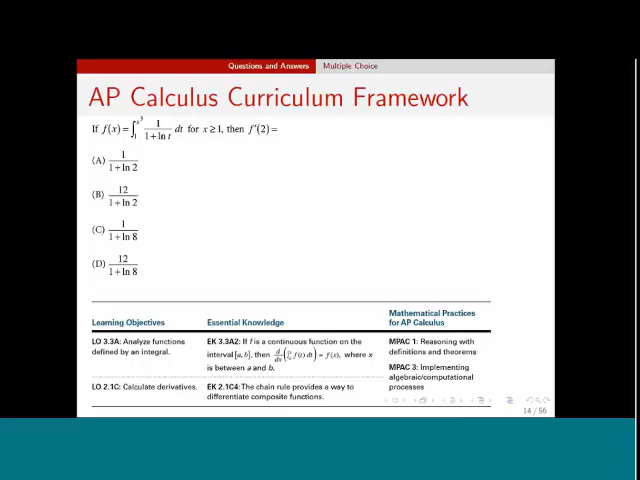 Questions and Answers Multiple Choice
AP Calculus Curriculum Framework
If f(x) = ∫₁^(x³) 1/(1 + ln t) dt for x ≥ 1, then f′(2) =
(A) 1/(1 + ln 2)
(B) 12/(1 + ln 2)
(C) 1/(1 + ln 8)
(D) 12/(1 + ln 8)
Learning Objectives Essential Knowledge Mathematical Practices for AP Calculus
LO 3.3A: Analyze functions
defined by an integral.
EK 3.3A2: If f is a continuous function on the
interval [a, b], then d/dx (∫ₐˣ f(t) dt) = f(x), where x
is between a and b.
MPAC 1: Reasoning with
definitions and theorems
MPAC 3: Implementing
algebraic/computational
processes
LO 2.1C: Calculate derivatives.
EK 2.1C4: The chain rule provides a way to
differentiate composite functions.
14 / 56